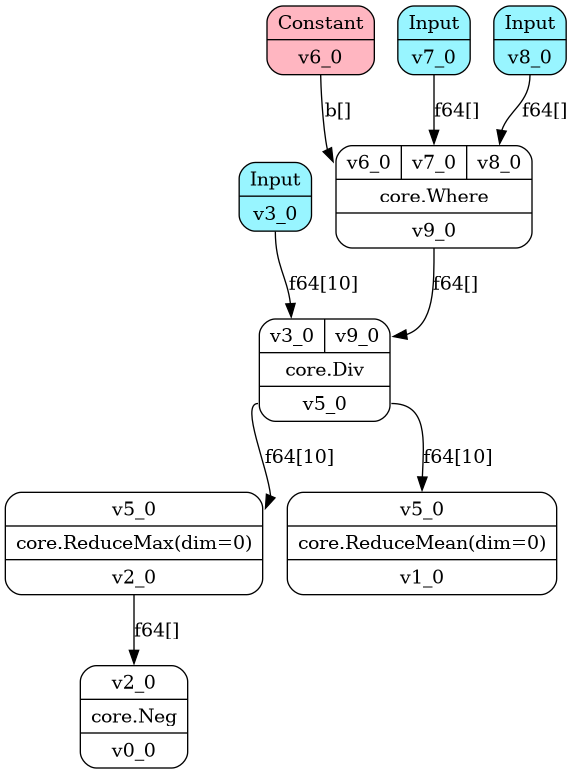 Constant
v6_0
Input
v7_0
Input
v8_0
b[]
f64[]
f64[]
v6_0
v7_0
v8_0
core.Where
v9_0
Input
v3_0
f64[10]
f64[]
v3_0
v9_0
core.Div
v5_0
f64[10]
f64[10]
v5_0
core.ReduceMax(dim=0)
v2_0
v5_0
core.ReduceMean(dim=0)
v1_0
f64[]
v2_0
core.Neg
v0_0